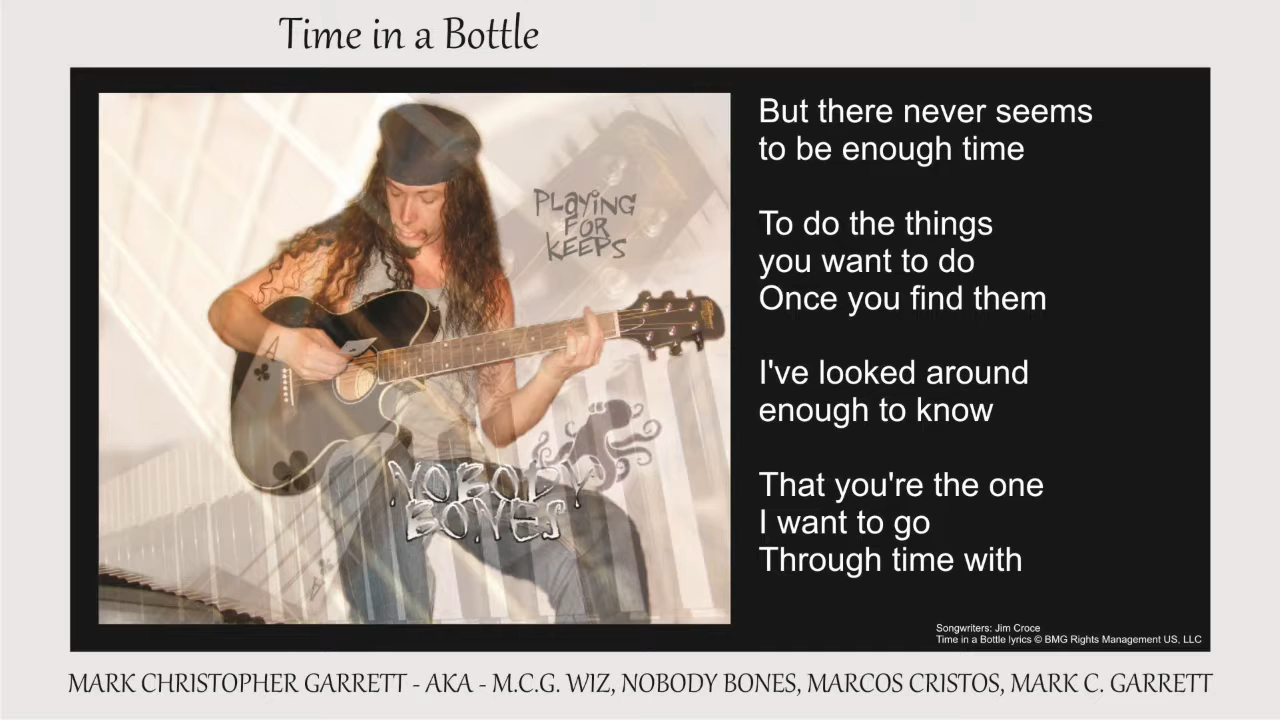 Time in a Bottle
PLAYING
FOR
KEEPS
A
NOBODY
BONES
But there never seems
to be enough time
To do the things
you want to do
Once you find them
I've looked around
enough to know
That you're the one
I want to go
Through time with
Songwriters: Jim Croce
Time in a Bottle lyrics © BMG Rights Management US, LLC
MARK CHRISTOPHER GARRETT - AKA - M.C.G. WIZ, NOBODY BONES, MARCOS CRISTOS, MARK C. GARRETT